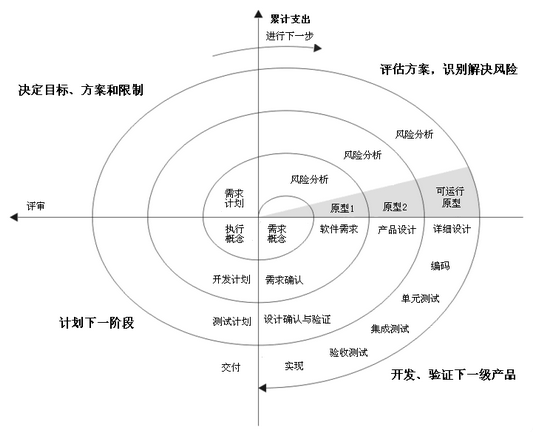 累计支出
进行下一步
决定目标、方案和限制
评估方案，识别解决风险
风险分析
风险分析
风险分析
需求
计划
原型1
原型2
可运行
原型
评审
执行
概念
需求
概念
软件需求
产品设计
详细设计
开发计划
需求确认
编码
单元测试
计划下一阶段
测试计划
设计确认与验证
集成测试
验收测试
交付
实现
开发、验证下一级产品